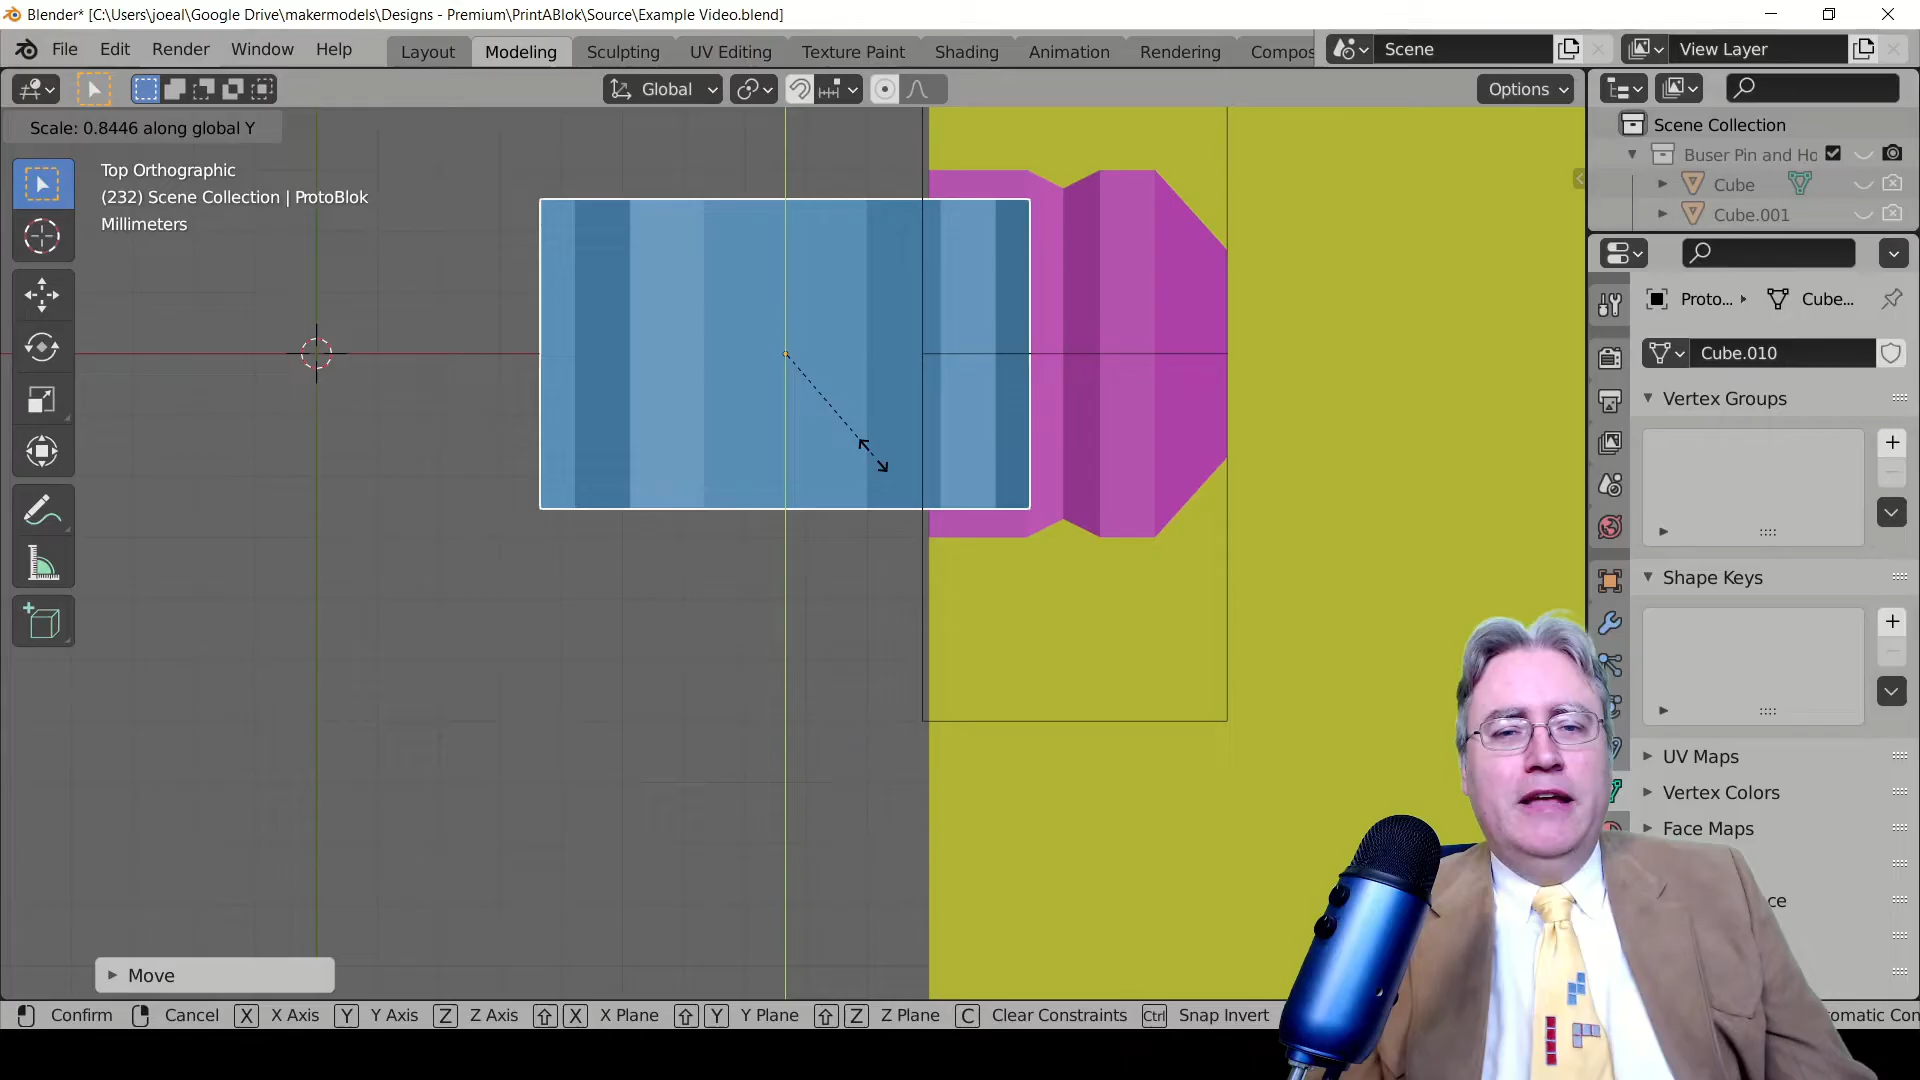 Blender* [C:\Users\joeal\Google Drive\makermodels\Designs - Premium\PrintABlok\Source\Example Video.blend]
File Edit Render Window Help Layout Modeling Sculpting UV Editing Texture Paint Shading Animation Rendering Compos Scene View Layer
Global Options
Scale: 0.8446 along global Y
Scene Collection
Top Orthographic
Buser Pin and Ho
(232) Scene Collection | ProtoBlok
Cube
Millimeters
Cube.001
Proto... Cube...
Cube.010
Vertex Groups
Shape Keys
UV Maps
Vertex Colors
Face Maps
ce
Move
Confirm Cancel X X Axis Y Y Axis Z Z Axis X X Plane Y Y Plane Z Z Plane C Clear Constraints Ctrl Snap Invert tomatic Con